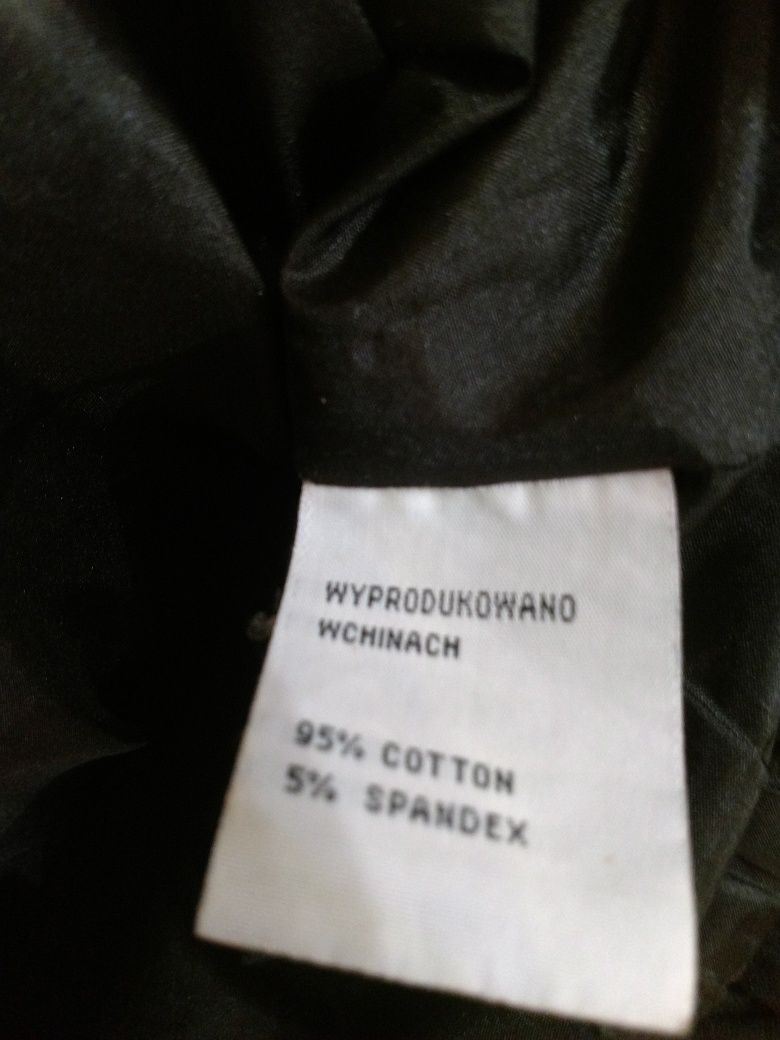 WYPRODUKOWANO
WCHINACH
95% COTTON
5% SPANDEX